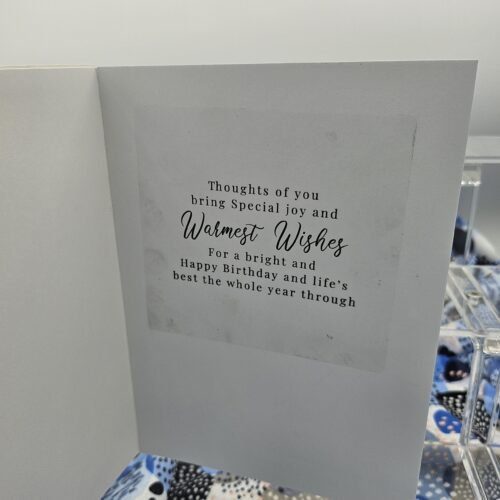 Thoughts of you
bring Special joy and
Warmest Wishes
For a bright and
Happy Birthday and life's
best the whole year through